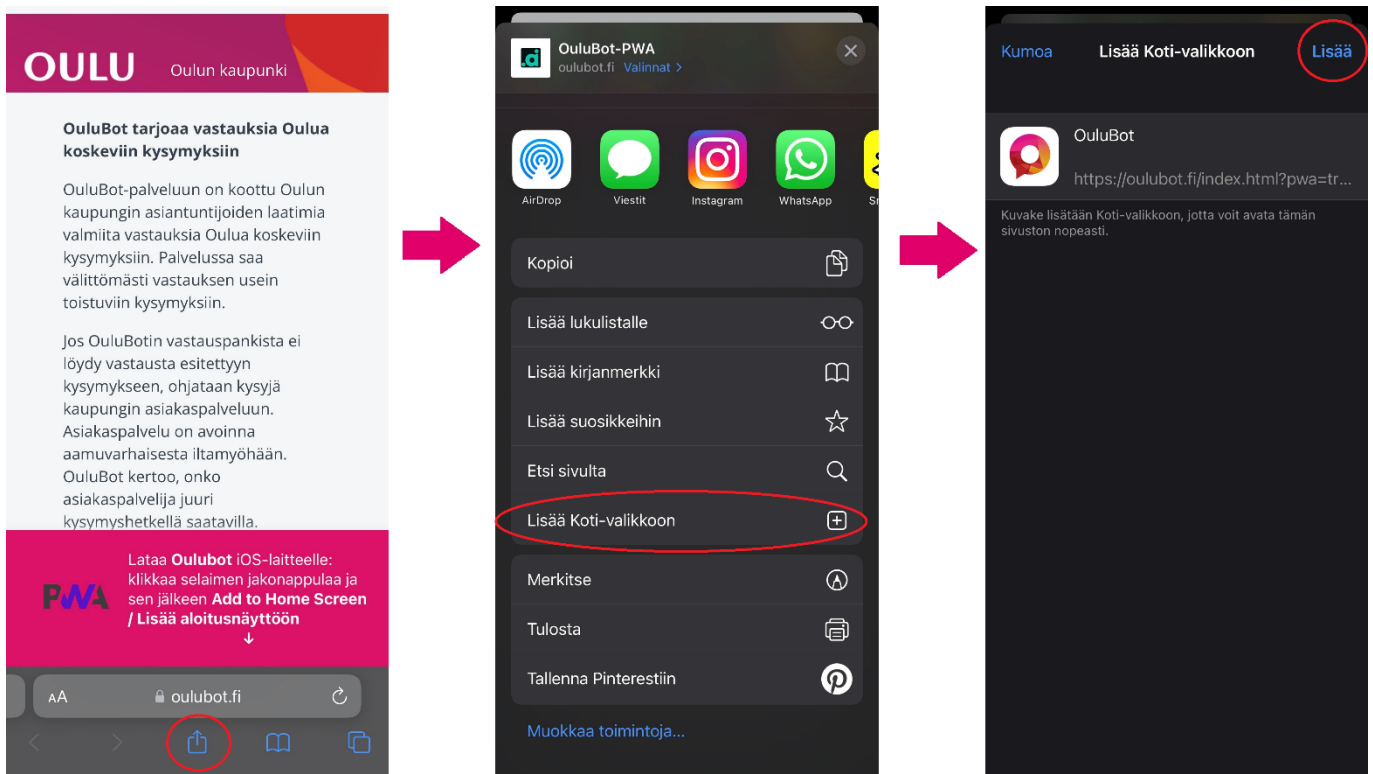 OULU
Oulun kaupunki
OuluBot tarjoaa vastauksia Oulua
koskeviin kysymyksiin
OuluBot-palveluun on koottu Oulun
kaupungin asiantuntijoiden laatimia
valmiita vastauksia Oulua koskeviin
kysymyksiin. Palvelussa saa
välittömästi vastauksen usein
toistuviin kysymyksiin.
Jos OuluBotin vastauspankista ei
löydy vastausta esitettyyn
kysymykseen, ohjataan kysyjä
kaupungin asiakaspalveluun.
Asiakaspalvelu on avoinna
aamuvarhaisesta iltamyöhään.
OuluBot kertoo, onko
asiakaspalvelija juuri
kysymyshetkellä saatavilla.
PWA
Lataa Oulubot iOS-laitteelle:
klikkaa selaimen jakonappulaa ja
sen jälkeen Add to Home Screen
/ Lisää aloitusnäyttöön
↓
AA
oulubot.fi
.ai
OuluBot-PWA
oulubot.fi Valinnat >
AirDrop
Viestit
Instagram
WhatsApp
Sn
Kopioi
Lisää lukulistalle
Lisää kirjanmerkki
Lisää suosikkeihin
Etsi sivulta
Lisää Koti-valikkoon
Merkitse
Tulosta
Tallenna Pinterestiin
Muokkaa toimintoja...
Kumoa
Lisää Koti-valikkoon
Lisää
OuluBot
https://oulubot.fi/index.html?pwa=tr...
Kuvake lisätään Koti-valikkoon, jotta voit avata tämän
sivuston nopeasti.